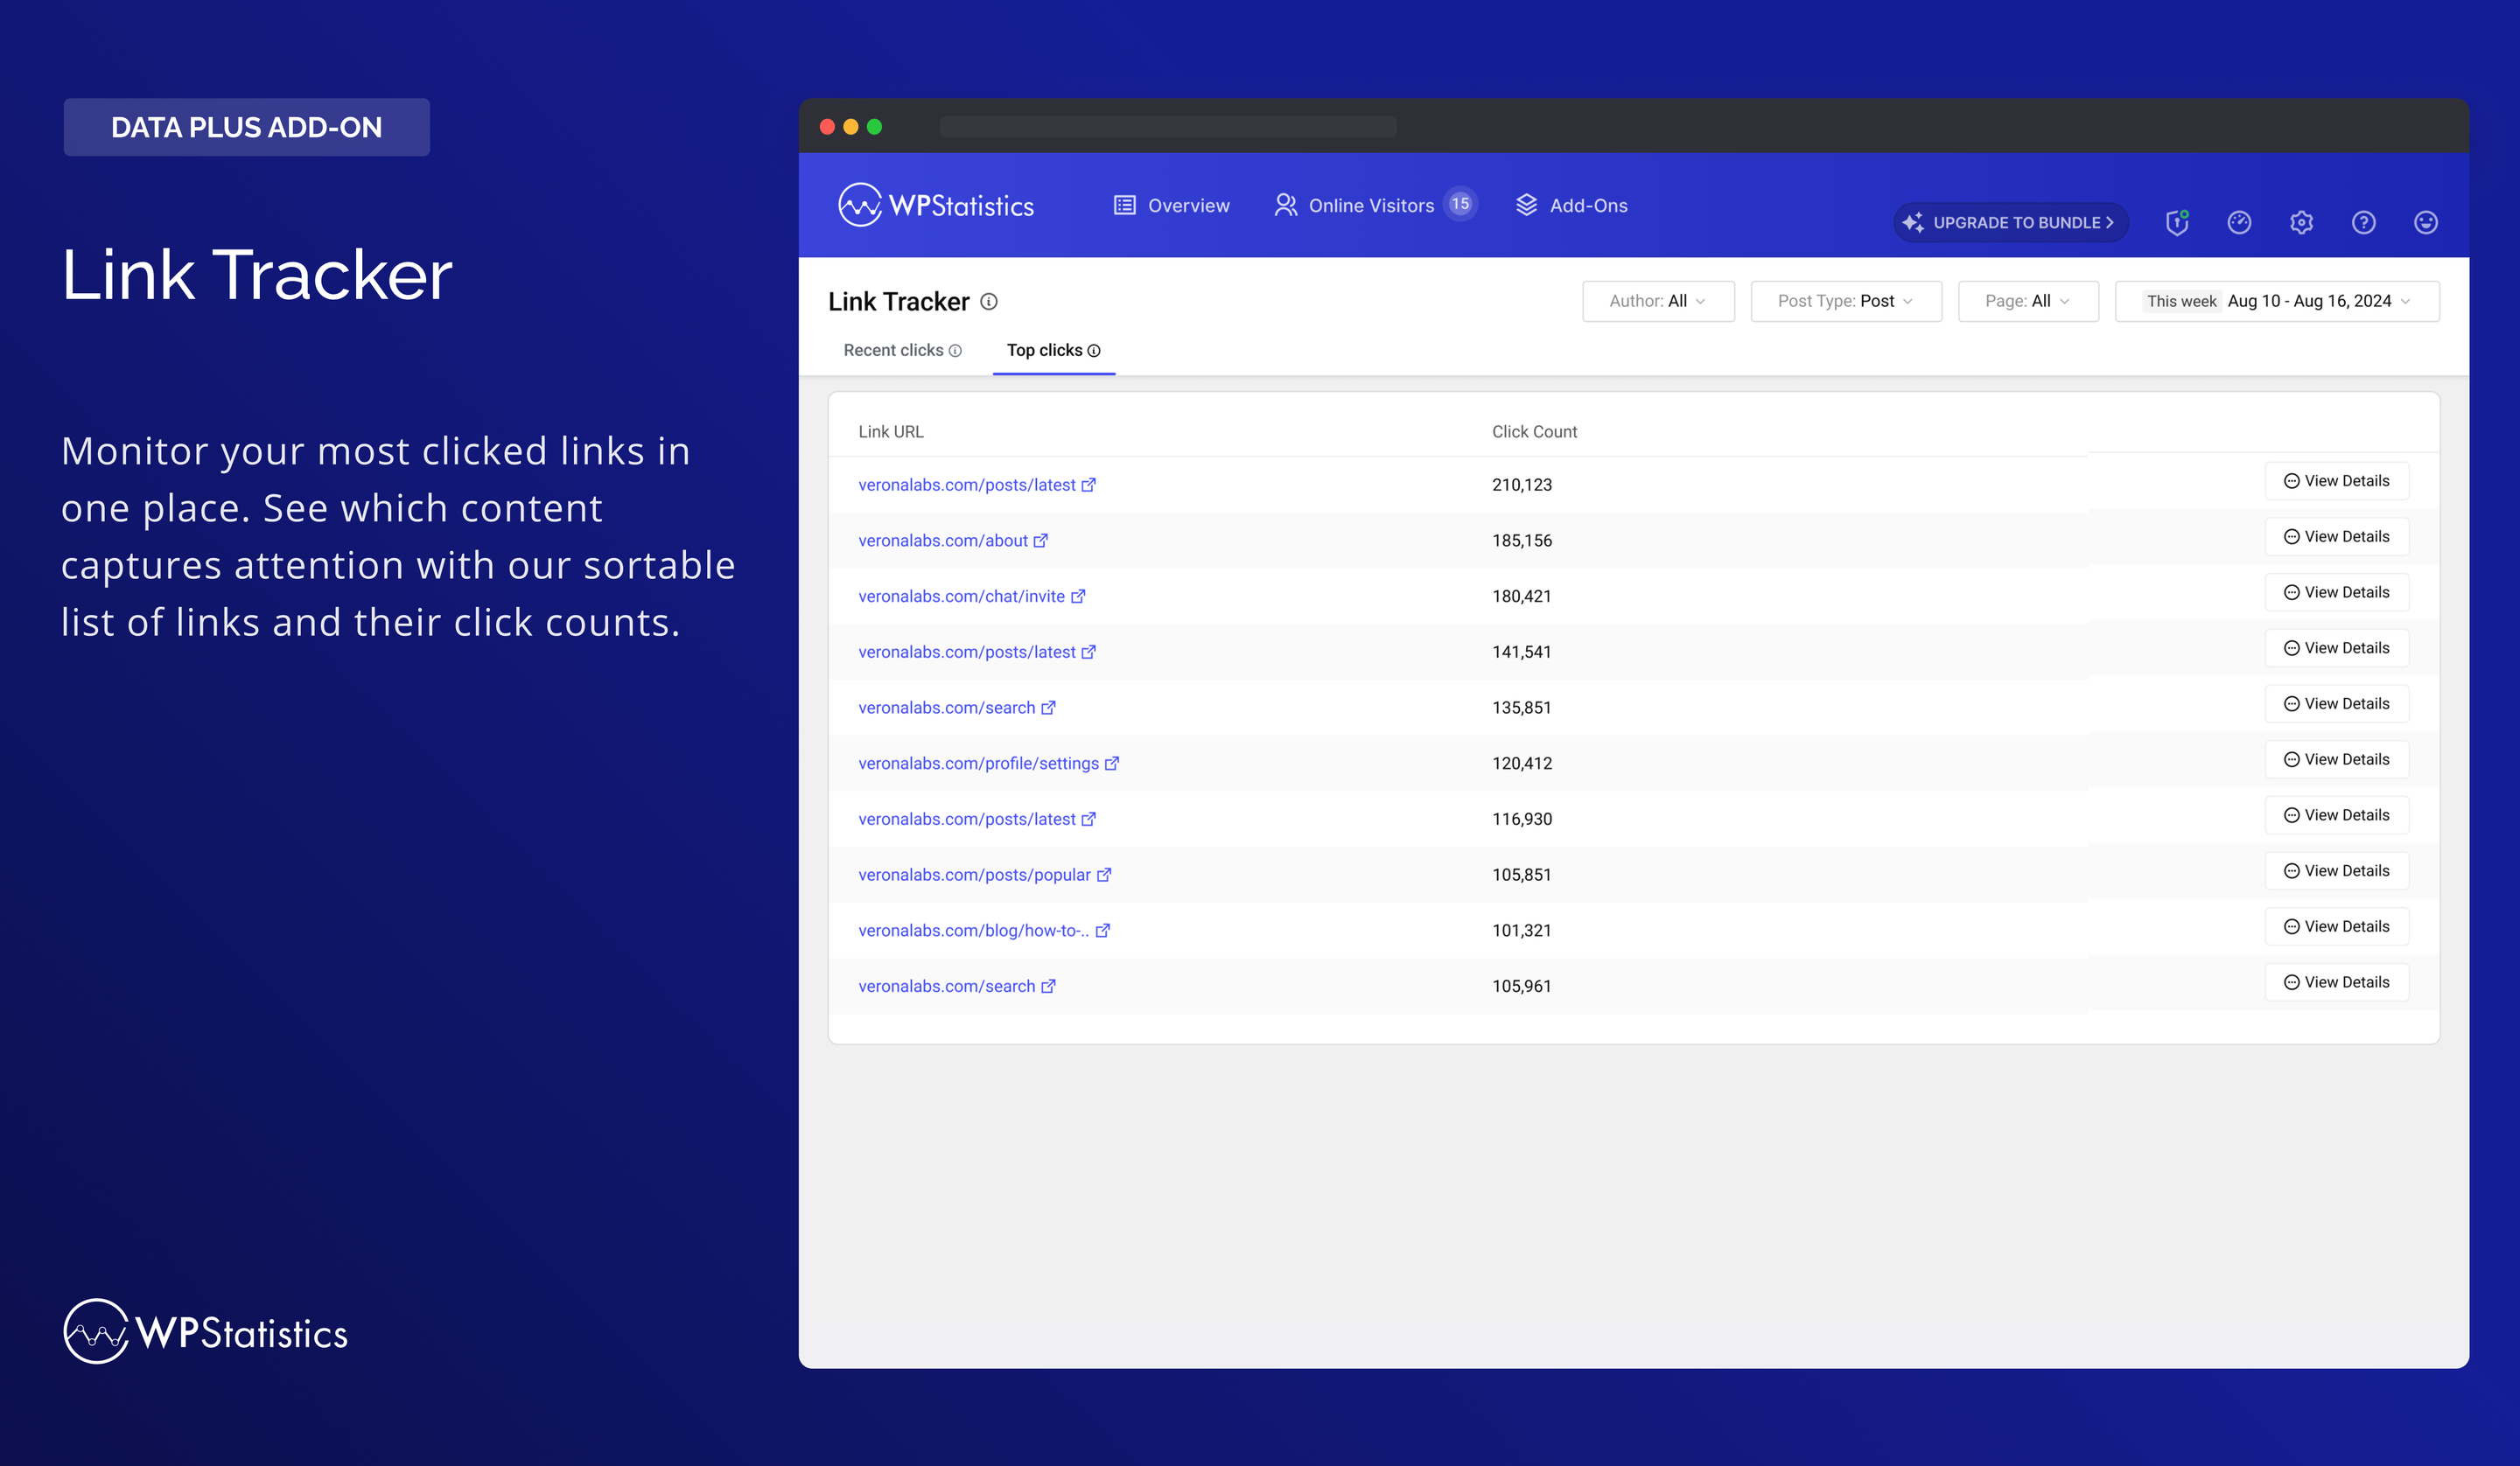 DATA PLUS ADD-ON
Link Tracker
Monitor your most clicked links in
one place. See which content
captures attention with our sortable
list of links and their click counts.
WPStatistics
WPStatistics
Overview
Online Visitors 15
Add-Ons
UPGRADE TO BUNDLE
Link Tracker
Author: All
Post Type: Post
Page: All
This week Aug 10 - Aug 16, 2024
Recent clicks
Top clicks
Link URL Click Count
veronalabs.com/posts/latest 210,123 View Details
veronalabs.com/about 185,156 View Details
veronalabs.com/chat/invite 180,421 View Details
veronalabs.com/posts/latest 141,541 View Details
veronalabs.com/search 135,851 View Details
veronalabs.com/profile/settings 120,412 View Details
veronalabs.com/posts/latest 116,930 View Details
veronalabs.com/posts/popular 105,851 View Details
veronalabs.com/blog/how-to-.. 101,321 View Details
veronalabs.com/search 105,961 View Details